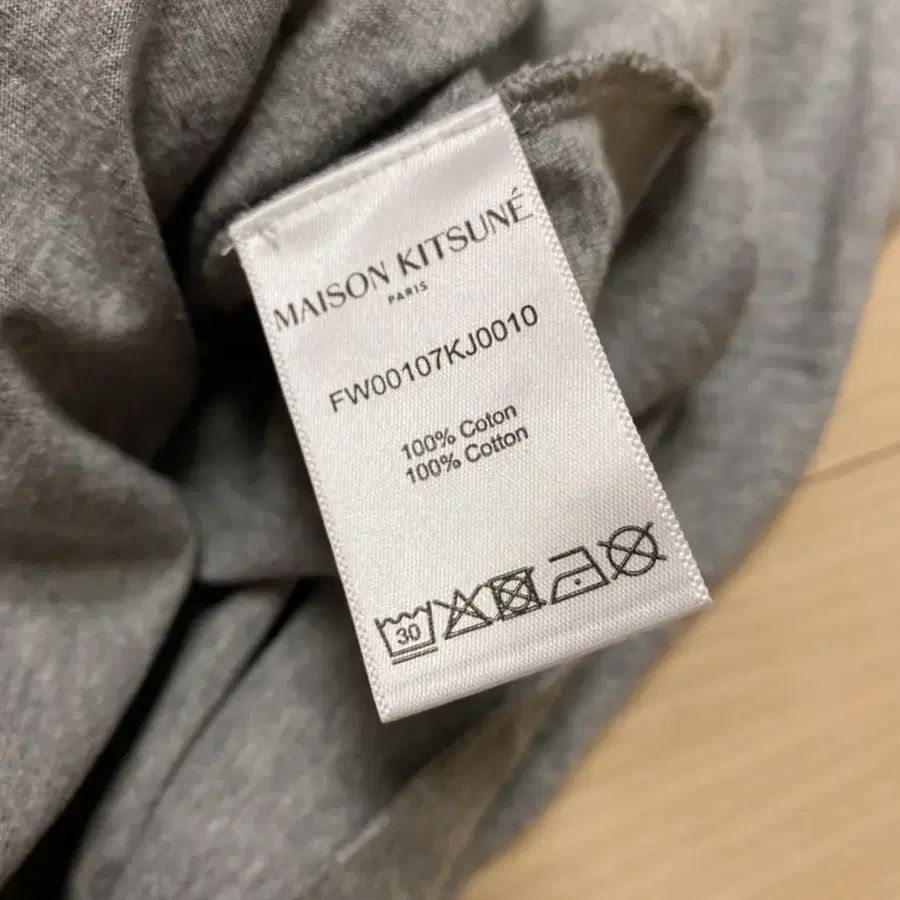 MAISON KITSUNÉ
PARIS
FW00107KJ0010
100% Coton
100% Cotton
30